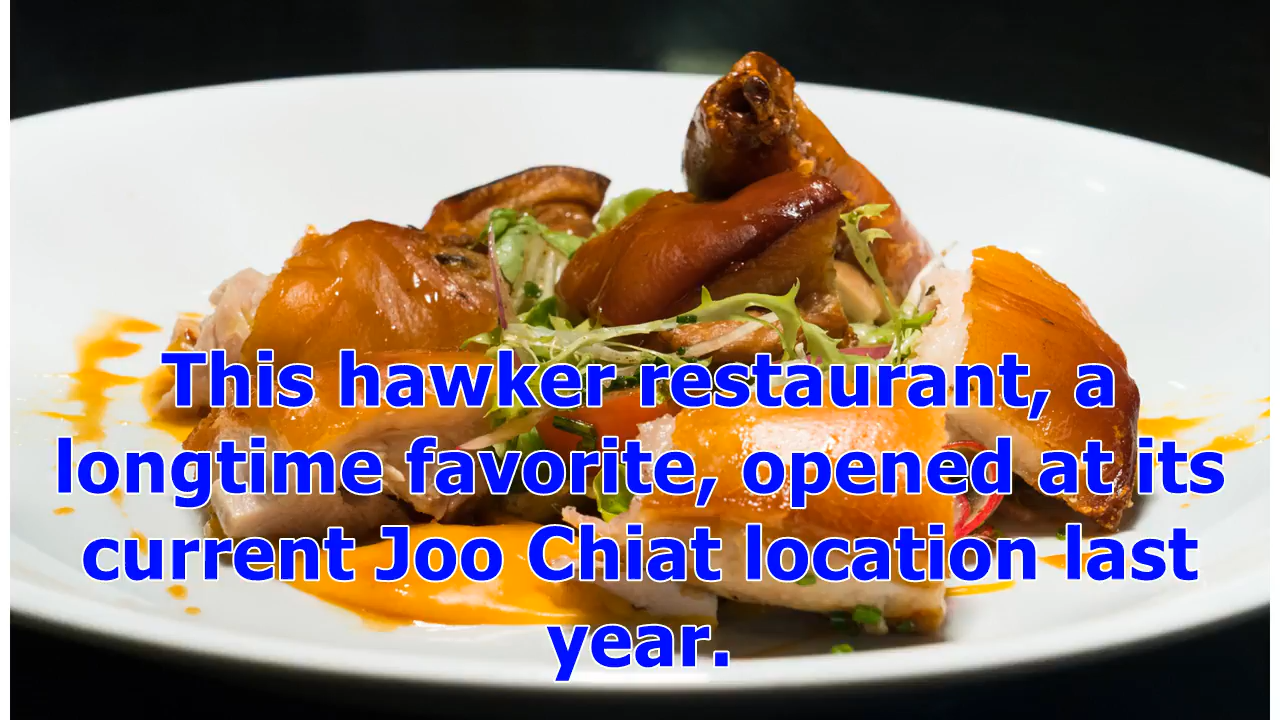 This hawker restaurant, a
longtime favorite, opened at its
current Joo Chiat location last
year.